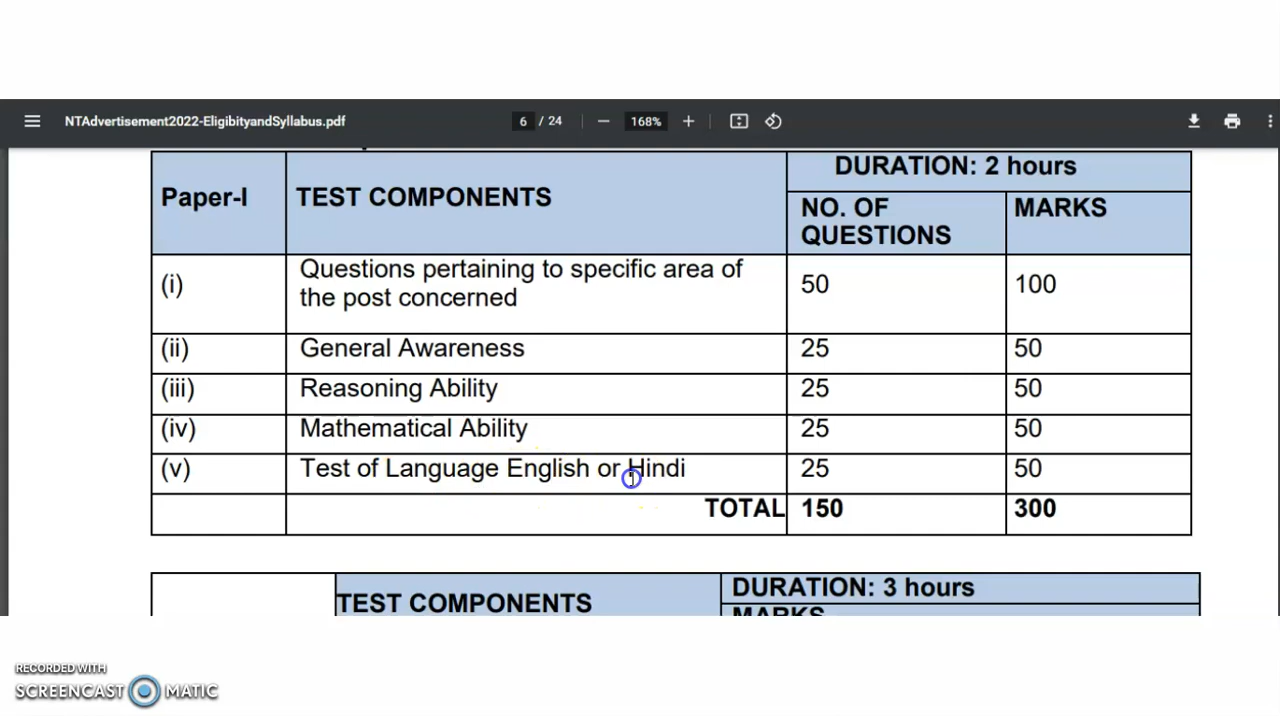 NTAdvertisement2022-EligibityandSyllabus.pdf 6 / 24 168%
Paper-I TEST COMPONENTS DURATION: 2 hours
NO. OF QUESTIONS MARKS
(i) Questions pertaining to specific area of the post concerned 50 100
(ii) General Awareness 25 50
(iii) Reasoning Ability 25 50
(iv) Mathematical Ability 25 50
(v) Test of Language English or Hindi 25 50
TOTAL 150 300
TEST COMPONENTS DURATION: 3 hours
MARKS
RECORDED WITH
SCREENCAST MATIC